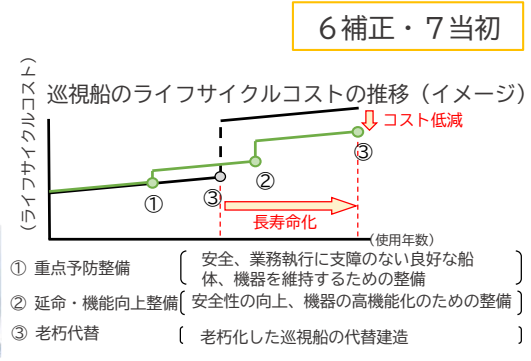 ６補正・７当初
巡視船のライフサイクルコストの推移（イメージ）
（ライフサイクルコスト）
コスト低減
①
③
②
③
長寿命化
（使用年数）
① 重点予防整備
安全、業務執行に支障のない良好な船
体、機器を維持するための整備
② 延命・機能向上整備
安全性の向上、機器の高機能化のための整備
③ 老朽代替
老朽化した巡視船の代替建造